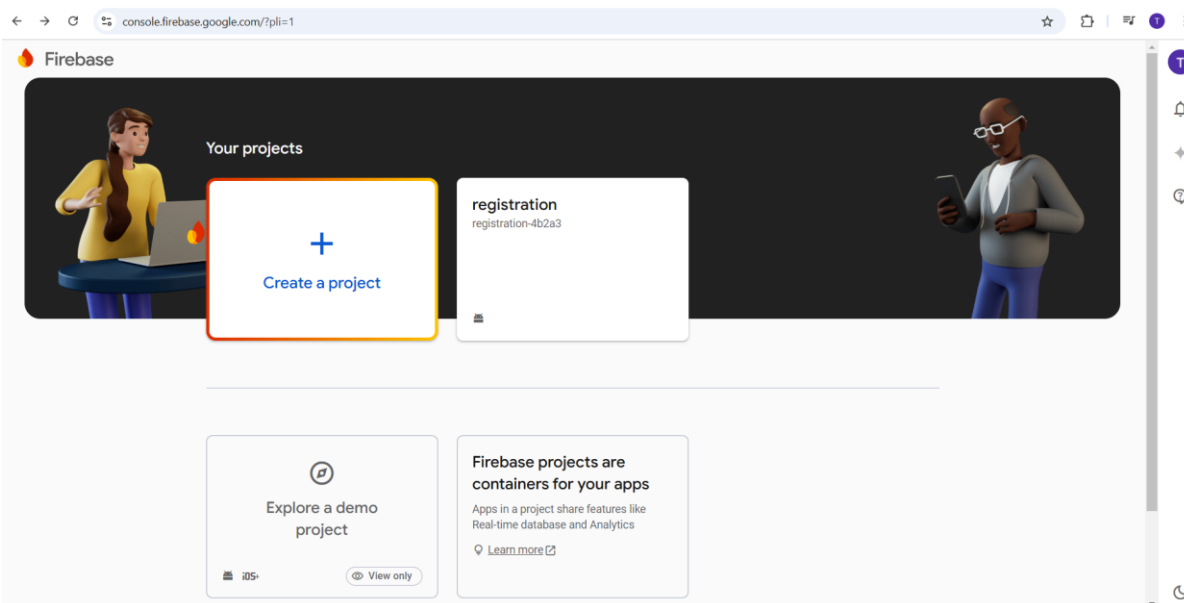 console.firebase.google.com/?pli=1
T
Firebase
T
Your projects
Create a project
registration
registration-4b2a3
Explore a demo
project
iOS+
View only
Firebase projects are
containers for your apps
Apps in a project share features like
Real-time database and Analytics
Learn more